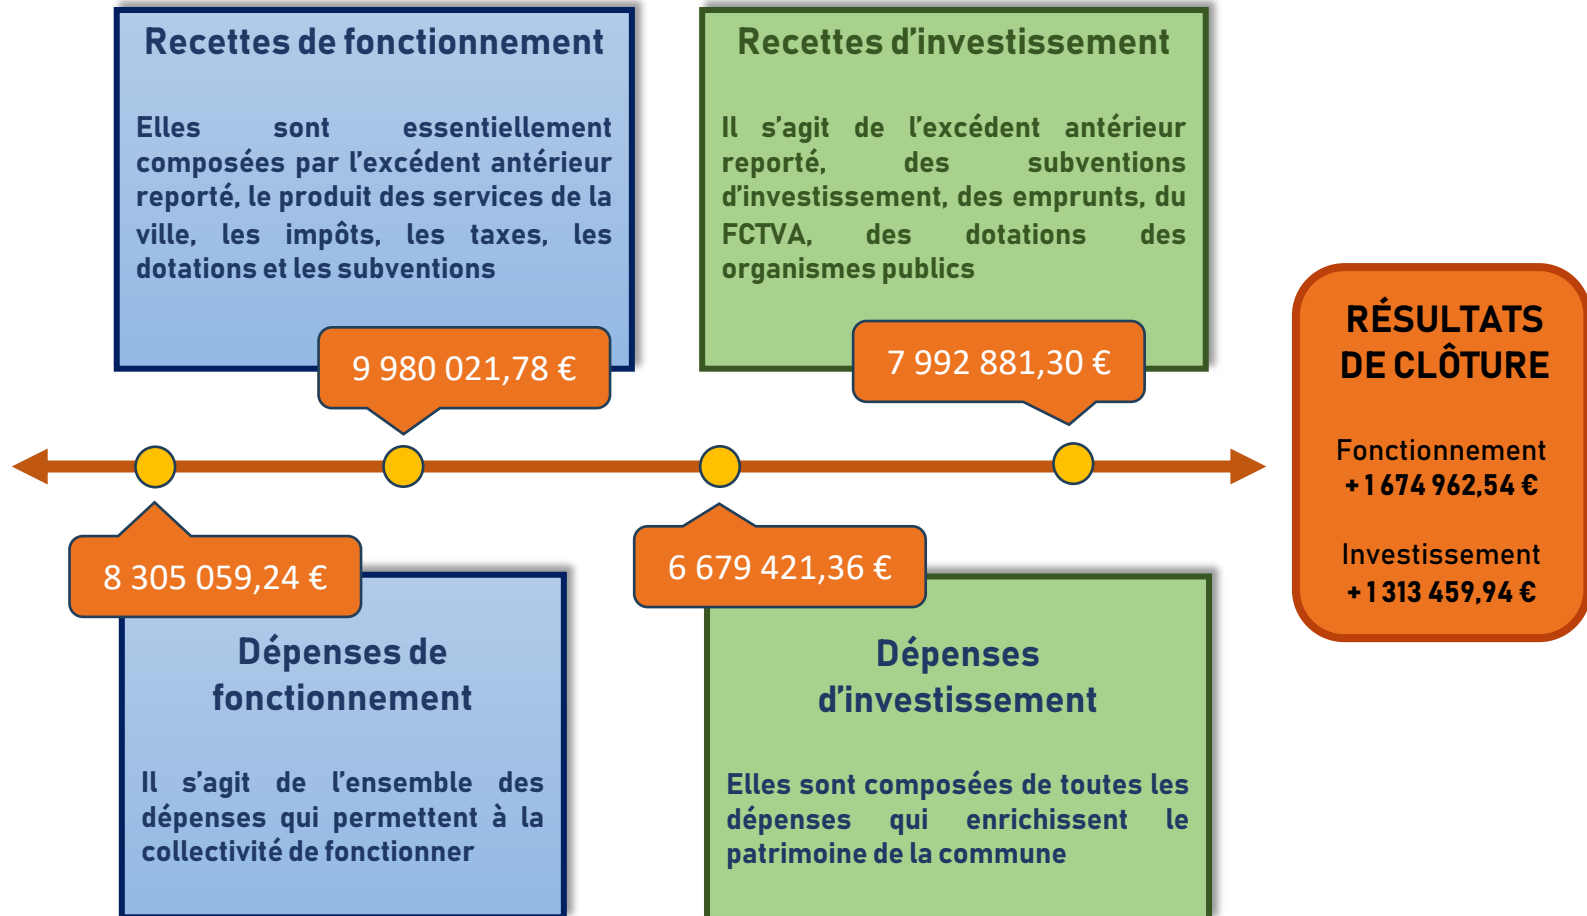 Recettes de fonctionnement
Elles sont essentiellement
composées par l’excédent antérieur
reporté, le produit des services de la
ville, les impôts, les taxes, les
dotations et les subventions
9 980 021,78 €
Recettes d’investissement
Il s’agit de l’excédent antérieur
reporté, des subventions
d’investissement, des emprunts, du
FCTVA, des dotations des
organismes publics
7 992 881,30 €
8 305 059,24 €
Dépenses de
fonctionnement
Il s’agit de l’ensemble des
dépenses qui permettent à la
collectivité de fonctionner
6 679 421,36 €
Dépenses
d’investissement
Elles sont composées de toutes les
dépenses qui enrichissent le
patrimoine de la commune
RÉSULTATS
DE CLÔTURE
Fonctionnement
+ 1 674 962,54 €
Investissement
+ 1 313 459,94 €